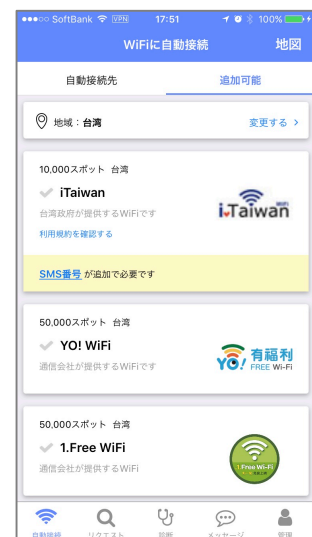 SoftBank VPN 17:51 100%
WiFiに自動接続 地図
自動接続先 追加可能
地域：台湾 変更する >
10,000スポット 台湾
iTaiwan
台湾政府が提供するWiFiです
利用規約を確認する
WiFi
i.Taiwan
SMS番号 が追加で必要です
50,000スポット 台湾
YO! WiFi
通信会社が提供するWiFiです
YO! 有福利
FREE Wi-Fi
50,000スポット 台湾
1.Free WiFi
通信会社が提供するWiFi
1.Free Wi-Fi
自動接続 リクエスト 診断 メッセージ 管理